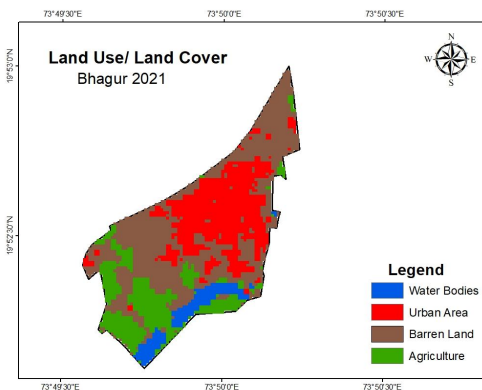 73°49'30"E 73°50'0"E 73°50'30"E
Land Use/ Land Cover
Bhagur 2021
N
W E
S
19°53'0"N
19°52'30"N
Legend
Water Bodies
Urban Area
Barren Land
Agriculture
73°49'30"E 73°50'0"E 73°50'30"E